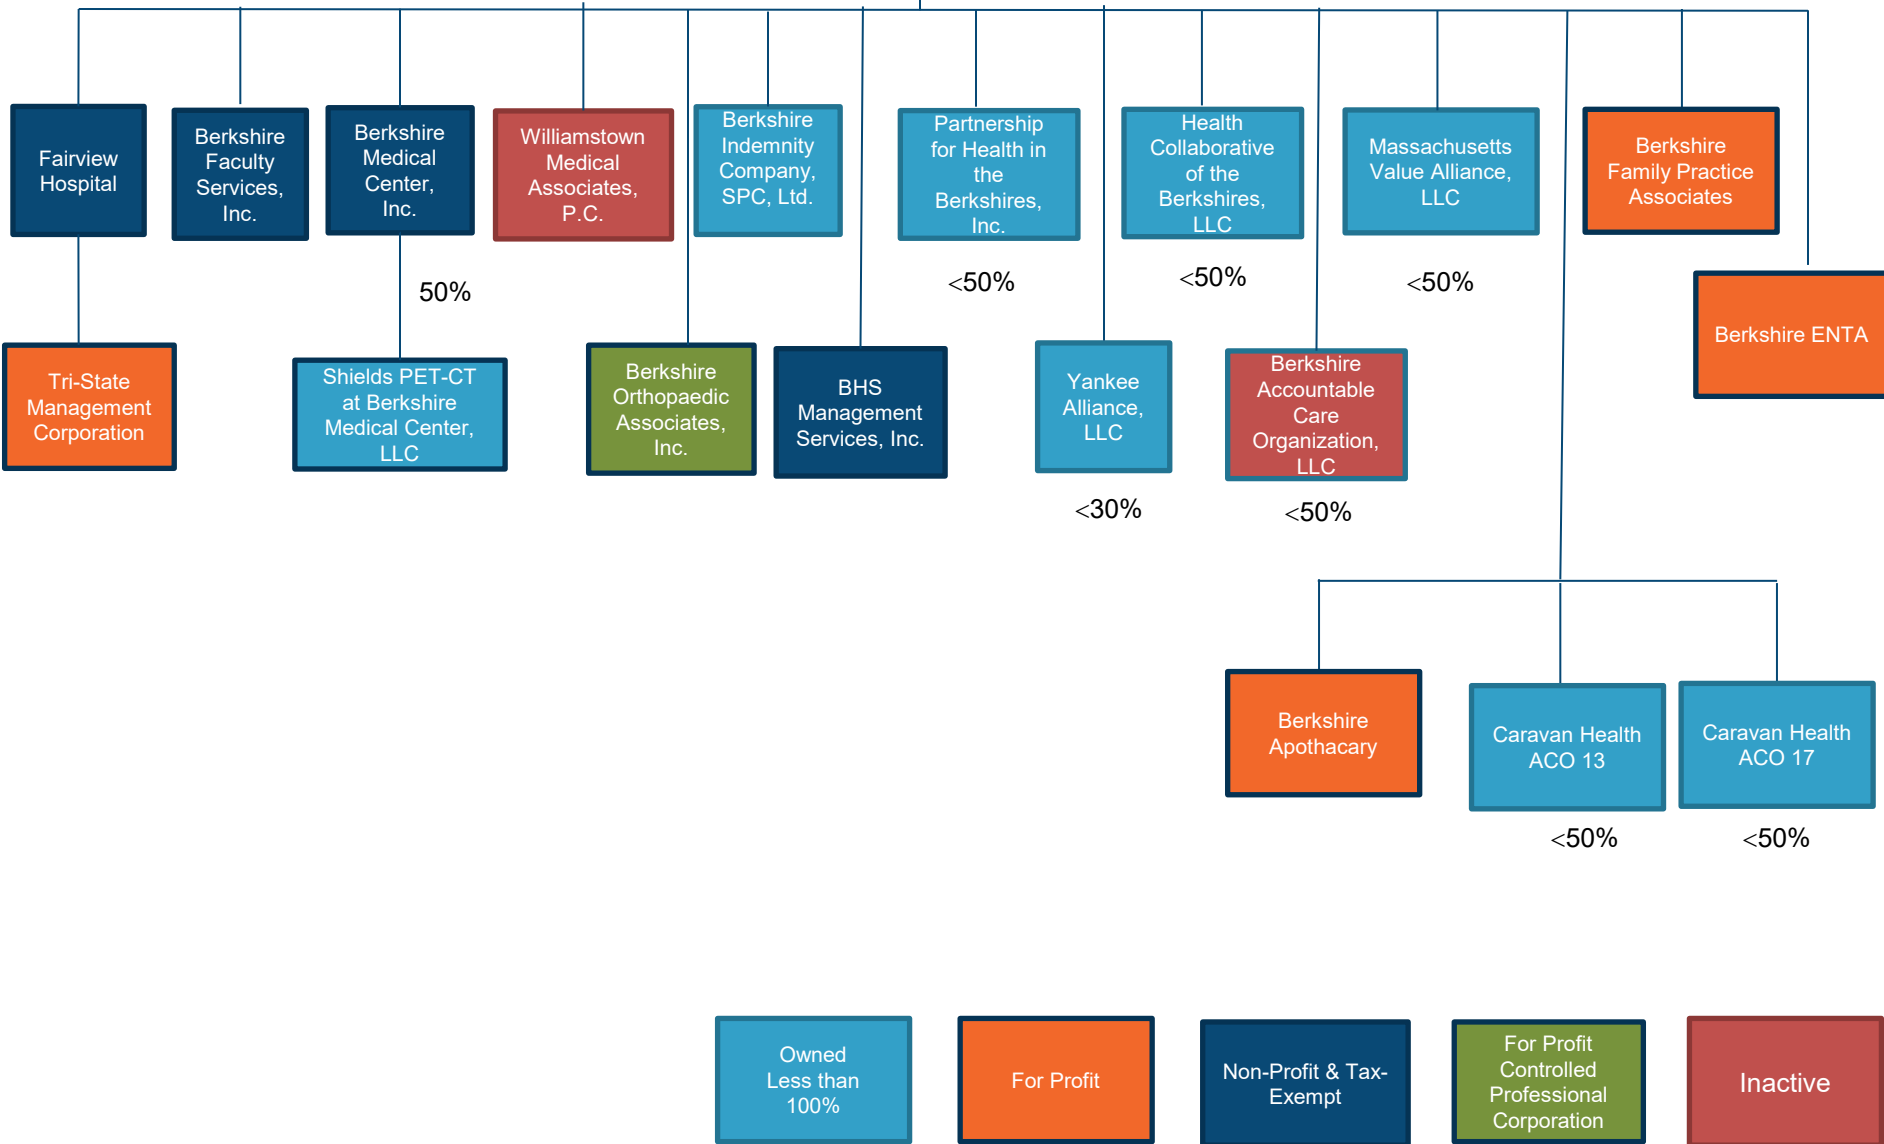 Fairview
Hospital
Berkshire
Faculty
Services,
Inc.
Berkshire
Medical
Center,
Inc.
Williamstown
Medical
Associates,
P.C.
Berkshire
Indemnity
Company,
SPC, Ltd.
Partnership
for Health in
the
Berkshires,
Inc.
Health
Collaborative
of the
Berkshires,
LLC
Massachusetts
Value Alliance,
LLC
Berkshire
Family Practice
Associates
50%
<50%
<50%
<50%
Berkshire ENTA
Tri-State
Management
Corporation
Shields PET-CT
at Berkshire
Medical Center,
LLC
Berkshire
Orthopaedic
Associates,
Inc.
BHS
Management
Services, Inc.
Yankee
Alliance,
LLC
Berkshire
Accountable
Care
Organization,
LLC
<30%
<50%
Berkshire
Apothacary
Caravan Health
ACO 13
Caravan Health
ACO 17
<50%
<50%
Owned
Less than
100%
For Profit
Non-Profit & Tax-
Exempt
For Profit
Controlled
Professional
Corporation
Inactive